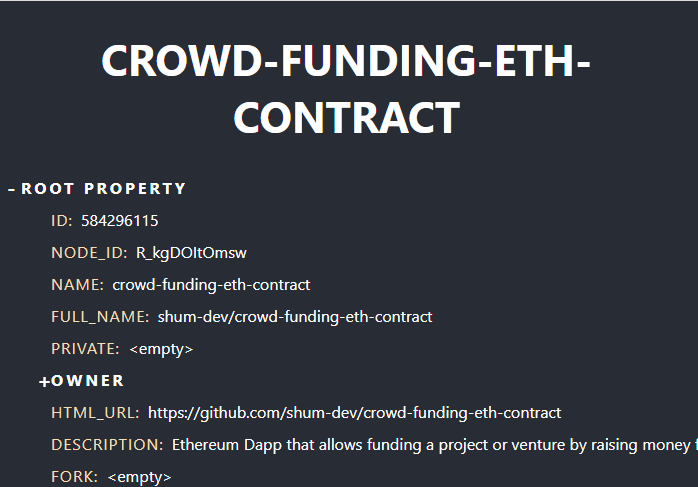 CROWD-FUNDING-ETH-
CONTRACT
- ROOT PROPERTY
ID: 584296115
NODE_ID: R_kgDOItOmsw
NAME: crowd-funding-eth-contract
FULL_NAME: shum-dev/crowd-funding-eth-contract
PRIVATE: <empty>
+OWNER
HTML_URL: https://github.com/shum-dev/crowd-funding-eth-contract
DESCRIPTION: Ethereum Dapp that allows funding a project or venture by raising money f
FORK: <empty>